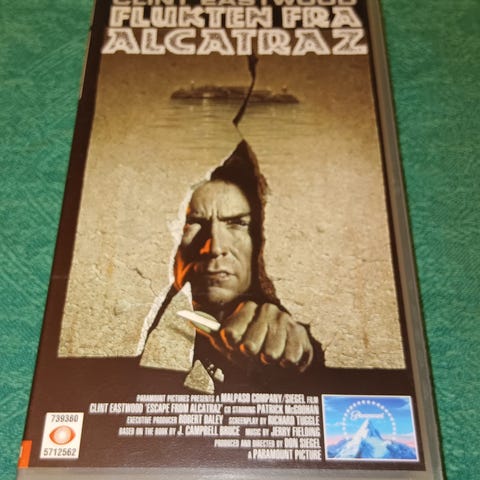 CLINT EASTWOOD
FLUKTEN FRA
ALCATRAZ
PARAMOUNT PICTURES PRESENTS A MALPASO COMPANY/SIEGEL FILM
CLINT EASTWOOD 'ESCAPE FROM ALCATRAZ' CO STARRING PATRICK McGOOHAN
EXECUTIVE PRODUCER ROBERT DALEY SCREENPLAY BY RICHARD TUGGLE
BASED ON THE BOOK BY J. CAMPBELL BRUCE MUSIC BY JERRY FIELDING
PRODUCED AND DIRECTED BY DON SIEGEL
A PARAMOUNT PICTURE
739380
5712562
Paramount